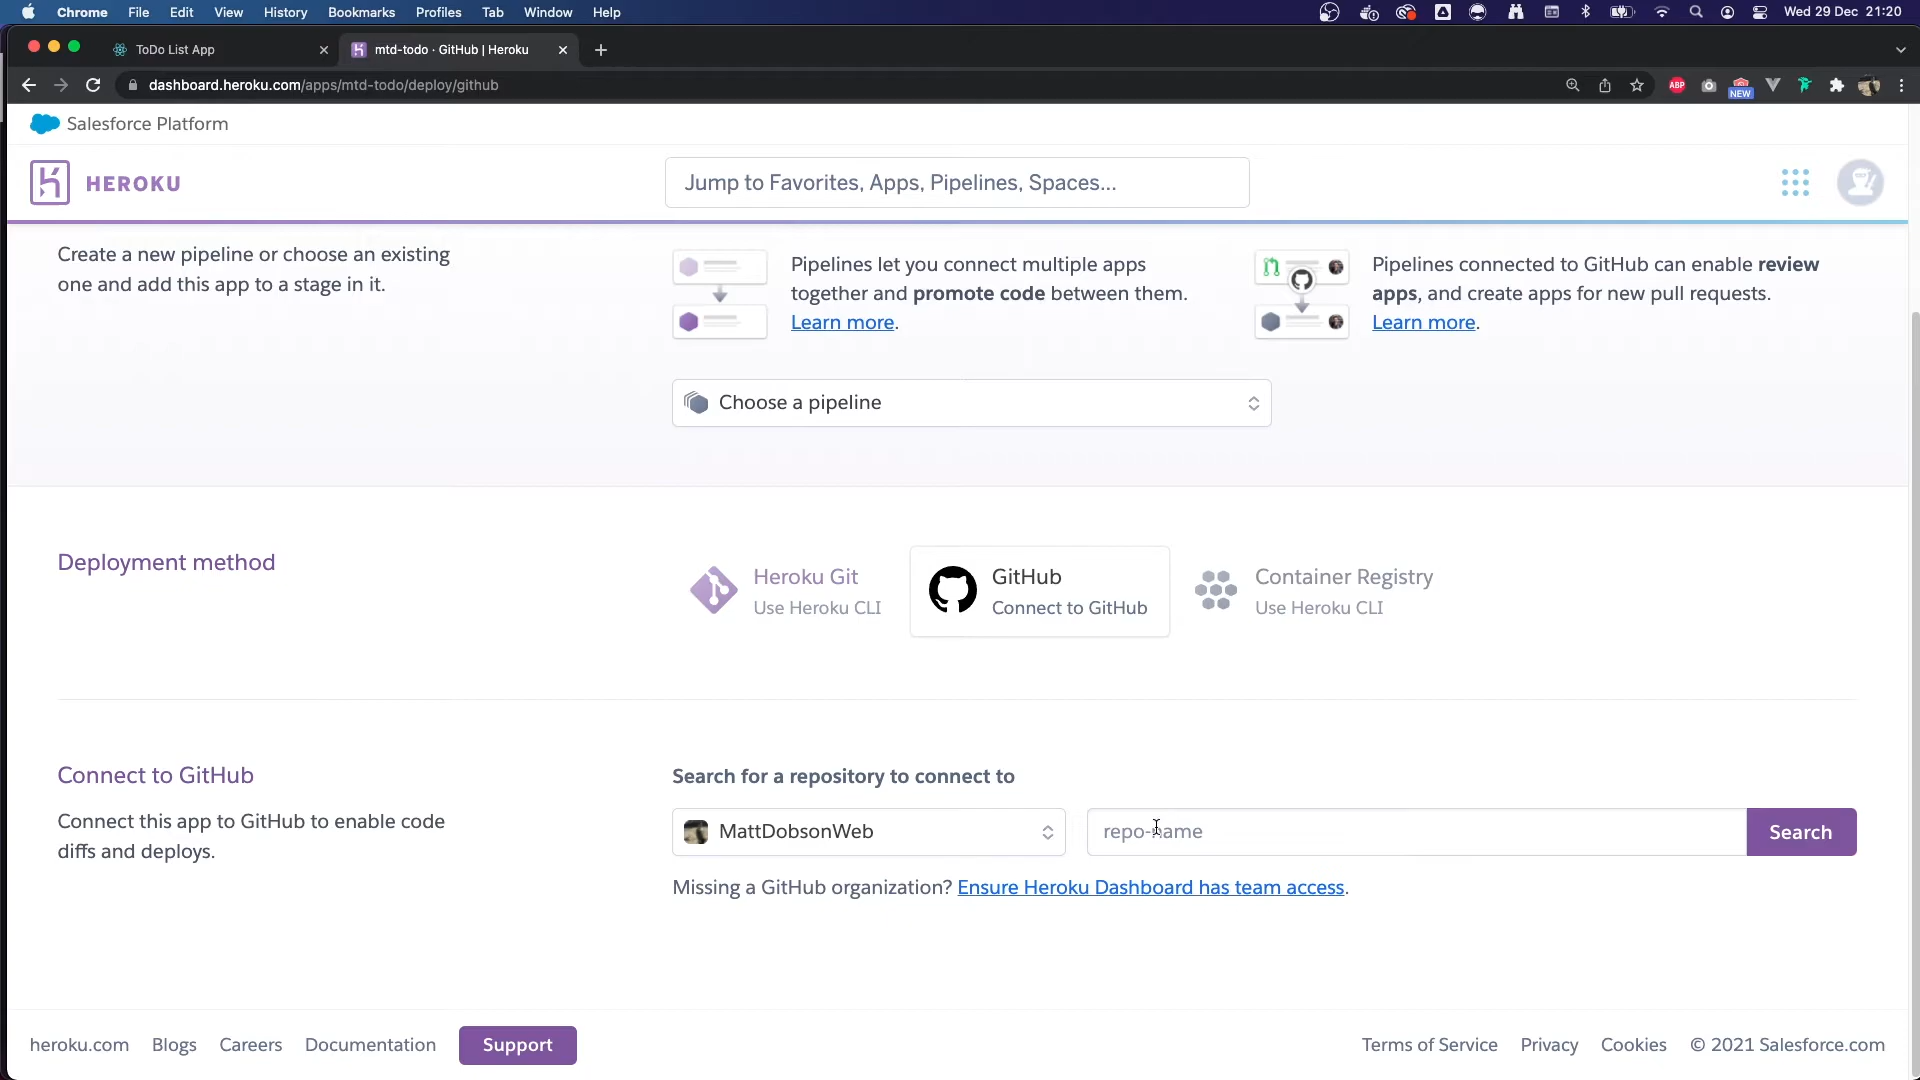 Chrome File Edit View History Bookmarks Profiles Tab Window Help Wed 29 Dec 21:20
ToDo List App mtd-todo · GitHub | Heroku
dashboard.heroku.com/apps/mtd-todo/deploy/github ABP NEW
Salesforce Platform
HEROKU Jump to Favorites, Apps, Pipelines, Spaces...
Create a new pipeline or choose an existing
one and add this app to a stage in it.
Pipelines let you connect multiple apps
together and promote code between them.
Learn more.
Pipelines connected to GitHub can enable review
apps, and create apps for new pull requests.
Learn more.
Choose a pipeline
Deployment method
Heroku Git
Use Heroku CLI
GitHub
Connect to GitHub
Container Registry
Use Heroku CLI
Connect to GitHub
Connect this app to GitHub to enable code
diffs and deploys.
Search for a repository to connect to
MattDobsonWeb repo-name Search
Missing a GitHub organization? Ensure Heroku Dashboard has team access.
heroku.com Blogs Careers Documentation Support Terms of Service Privacy Cookies © 2021 Salesforce.com